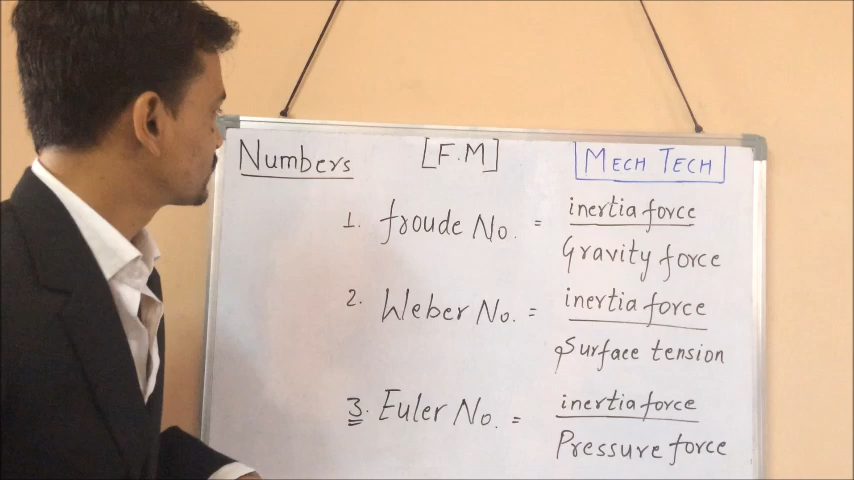 Numbers [F.M] MECH TECH
1. froude No. = inertia force
Gravity force
2. Weber No. = inertia force
Surface tension
3. Euler No. = inertia force
Pressure force